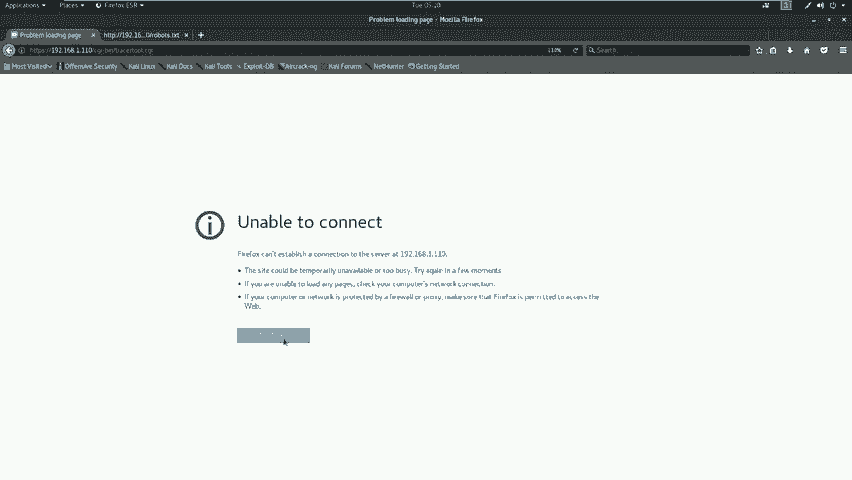 Applications Places Firefox ESR Tue 05:20
Problem loading page - Mozilla Firefox
Problem loading page http://192.16...0/robots.txt
https://192.168.1.110/cgi-bin/tracertool.cgi 110% Search
Most Visited Offensive Security Kali Linux Kali Docs Kali Tools Exploit-DB Aircrack-ng Kali Forums NetHunter Getting Started
Unable to connect
Firefox can't establish a connection to the server at 192.168.1.110.
The site could be temporarily unavailable or too busy. Try again in a few moments
If you are unable to load any pages, check your computer's network connection.
If your computer or network is protected by a firewall or proxy, make sure that Firefox is permitted to access the
Web.